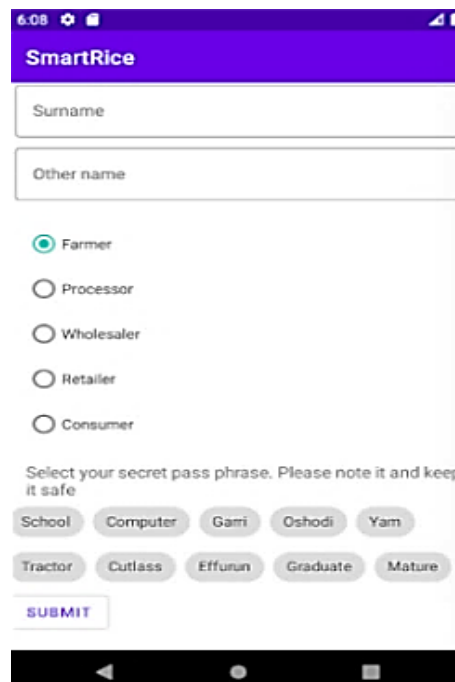 6:08
SmartRice
Surname
Other name
Farmer
Processor
Wholesaler
Retailer
Consumer
Select your secret pass phrase. Please note it and keep
it safe
School Computer Garri Oshodi Yam
Tractor Cutlass Effurun Graduate Mature
SUBMIT